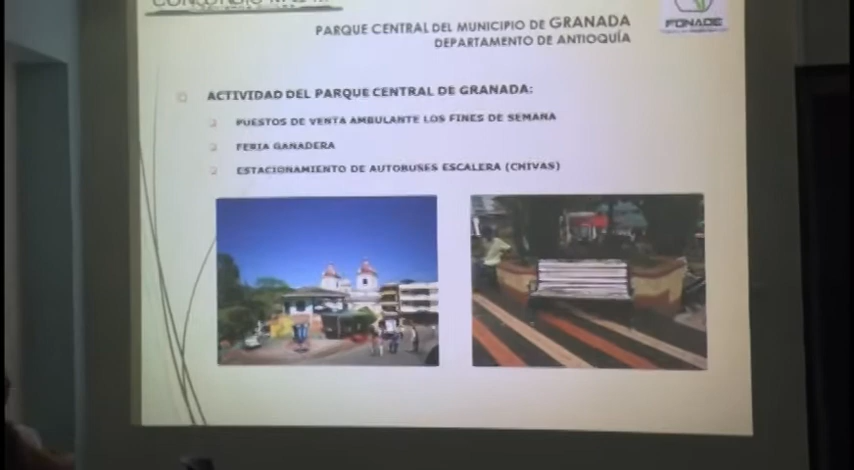 PARQUE CENTRAL DEL MUNICIPIO DE GRANADA
DEPARTAMENTO DE ANTIOQUÍA
FONADE
ACTIVIDAD DEL PARQUE CENTRAL DE GRANADA:
PUESTOS DE VENTA AMBULANTE LOS FINES DE SEMANA
FERIA GANADERA
ESTACIONAMIENTO DE AUTOBUSES ESCALERA (CHIVAS)